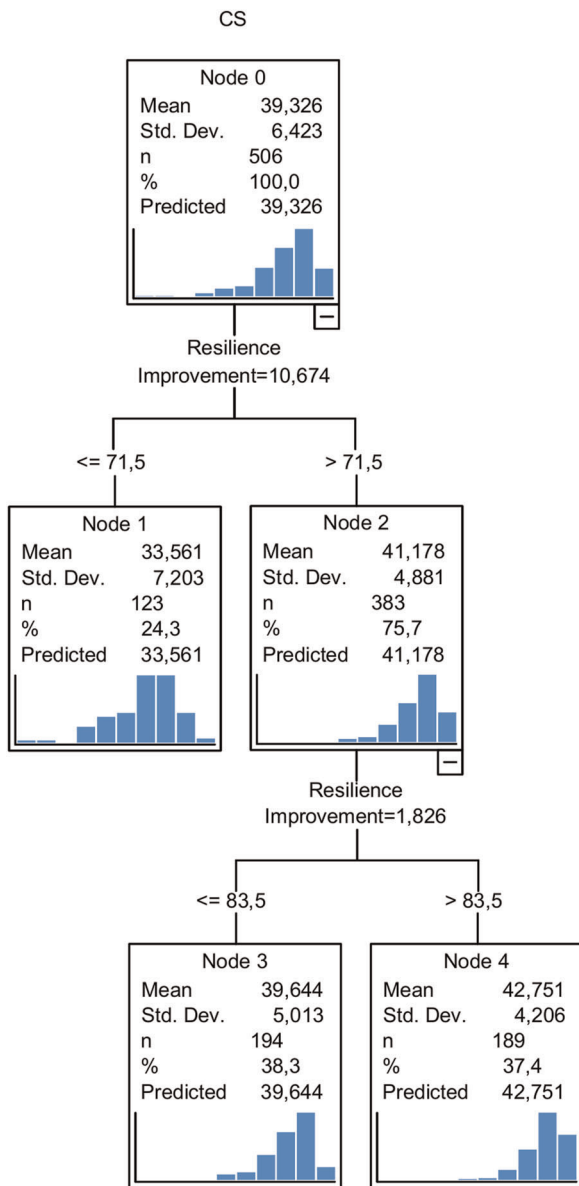 CS
Node 0
Mean 39,326
Std. Dev. 6,423
n 506
% 100,0
Predicted 39,326
Resilience
Improvement=10,674
<= 71,5
> 71,5
Node 1
Mean 33,561
Std. Dev. 7,203
n 123
% 24,3
Predicted 33,561
Node 2
Mean 41,178
Std. Dev. 4,881
n 383
% 75,7
Predicted 41,178
Resilience
Improvement=1,826
<= 83,5
> 83,5
Node 3
Mean 39,644
Std. Dev. 5,013
n 194
% 38,3
Predicted 39,644
Node 4
Mean 42,751
Std. Dev. 4,206
n 189
% 37,4
Predicted 42,751